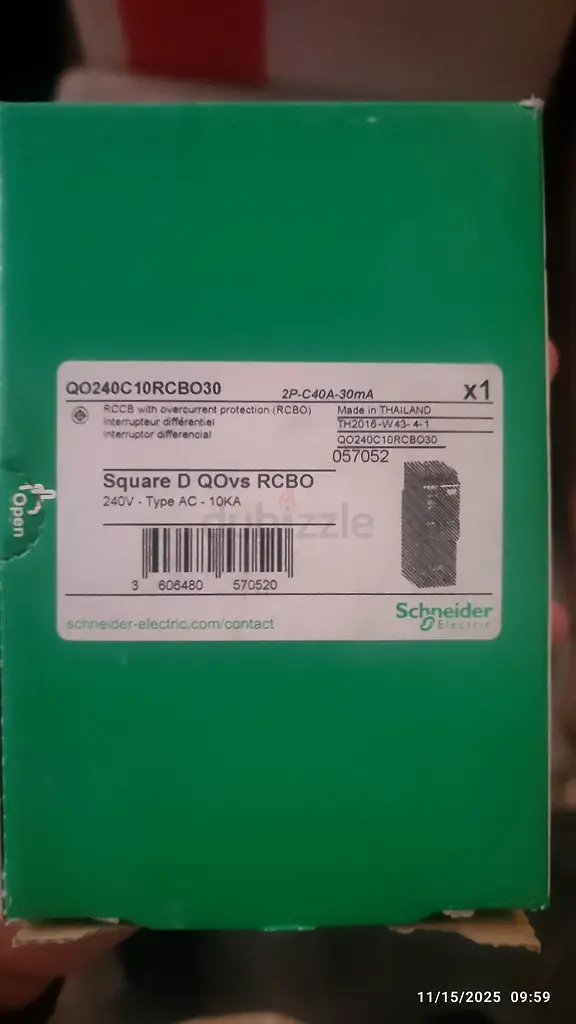 QO240C10RCBO30
2P-C40A-30mA
x1
RCCB with overcurrent protection (RCBO)
Interrupteur différentiel
Interruptor differencial
Made in THAILAND
TH2016-W43-4-1
QO240C10RCBO30
057052
Square D QOvs RCBO
240V - Type AC - 10KA
dubizzle
3 606480 570520
schneider-electric.com/contact
Schneider
Electric
Open
11/15/2025 09:59